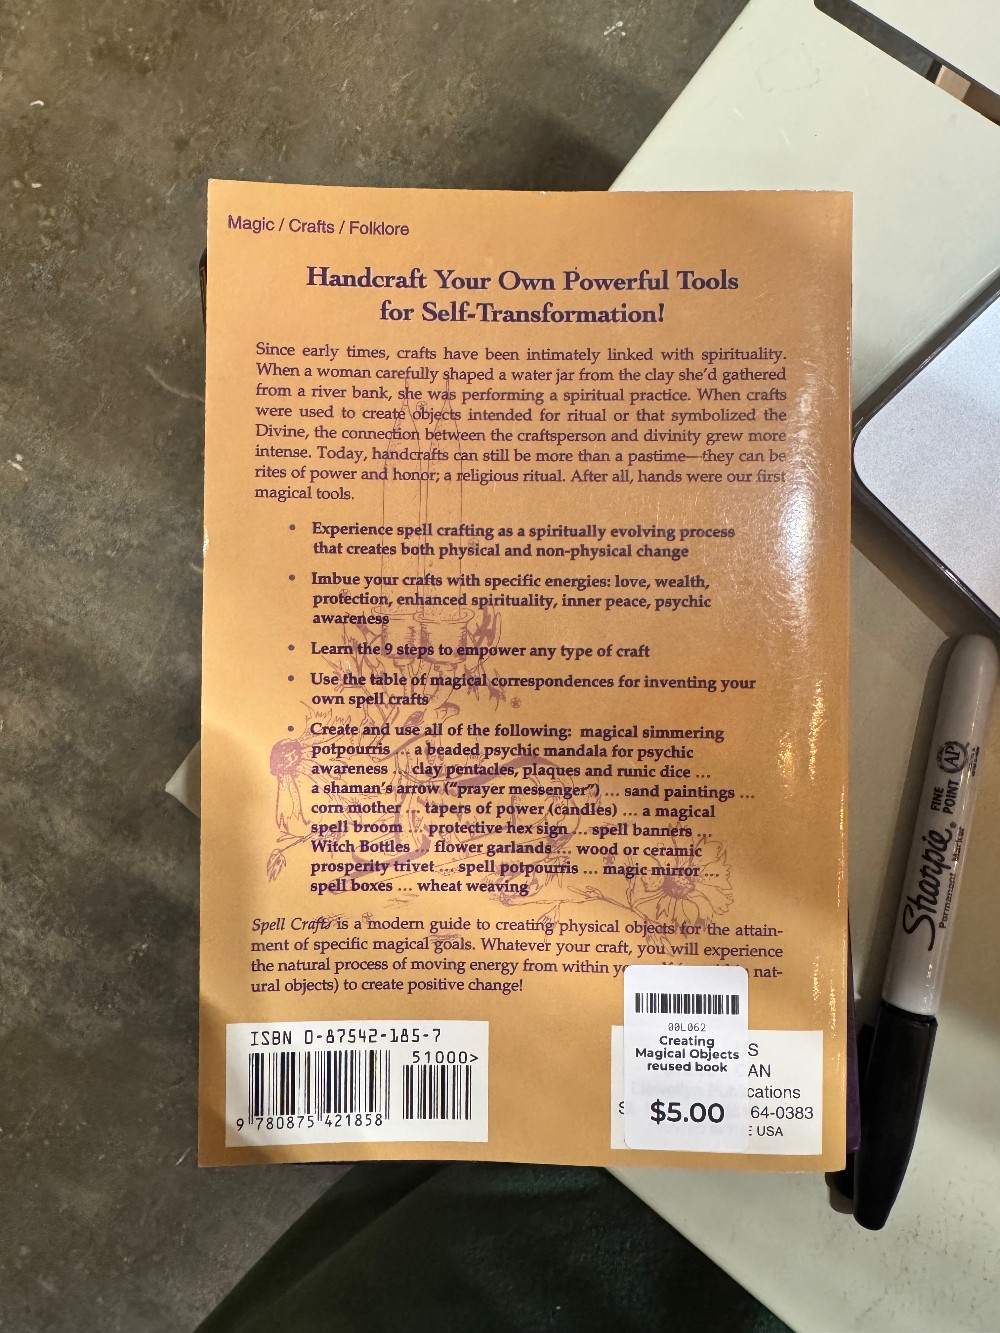 Magic / Crafts / Folklore
Handcraft Your Own Powerful Tools
for Self-Transformation!
Since early times, crafts have been intimately linked with spirituality.
When a woman carefully shaped a water jar from the clay she'd gathered
from a river bank, she was performing a spiritual practice. When crafts
were used to create objects intended for ritual or that symbolized the
Divine, the connection between the craftsperson and divinity grew more
intense. Today, handcrafts can still be more than a pastime—they can be
rites of power and honor; a religious ritual. After all, hands were our first
magical tools.
• Experience spell crafting as a spiritually evolving process
that creates both physical and non-physical change
• Imbue your crafts with specific energies: love, wealth,
protection, enhanced spirituality, inner peace, psychic
awareness
• Learn the 9 steps to empower any type of craft
• Use the table of magical correspondences for inventing your
own spell crafts
• Create and use all of the following: magical simmering
potpourris ... a beaded psychic mandala for psychic
awareness ... clay pentacles, plaques and runic dice ...
a shaman's arrow ("prayer messenger") ... sand paintings ...
corn mother ... tapers of power (candles) ... a magical
spell broom ... protective hex sign ... spell banners ...
Witch Bottles ... flower garlands ... wood or ceramic
prosperity trivet ... spell potpourris ... magic mirror ...
spell boxes ... wheat weaving
Spell Crafts is a modern guide to creating physical objects for the attain-
ment of specific magical goals. Whatever your craft, you will experience
the natural process of moving energy from within nat-
ural objects) to create positive change!
ISBN 0-87542-185-7
51000>
9 780875 421858
00L062
Creating
Magical Objects
reused book
$5.00
S
AN
cations
64-0383
USA
Sharpie
Permanent Marker
FINE
POINT
AP